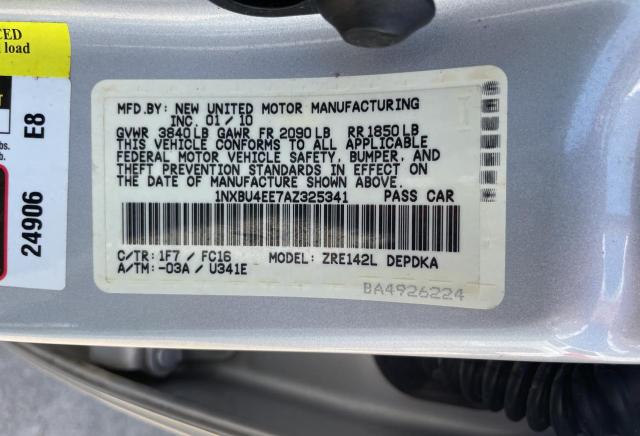 CED
load
bs.
b.
24906
E8
MFD.BY: NEW UNITED MOTOR MANUFACTURING
INC. 01/10
GVWR 3840LB GAWR FR 2090LB RR1850LB
THIS VEHICLE CONFORMS TO ALL APPLICABLE
FEDERAL MOTOR VEHICLE SAFETY, BUMPER, AND
THEFT PREVENTION STANDARDS IN EFFECT ON
THE DATE OF MANUFACTURE SHOWN ABOVE.
1NXBU4EE7AZ325341 PASS CAR
C/TR: 1F7 / FC16 MODEL: ZRE142L DEPDKA
A/TM: -03A / U341E
BA4926224